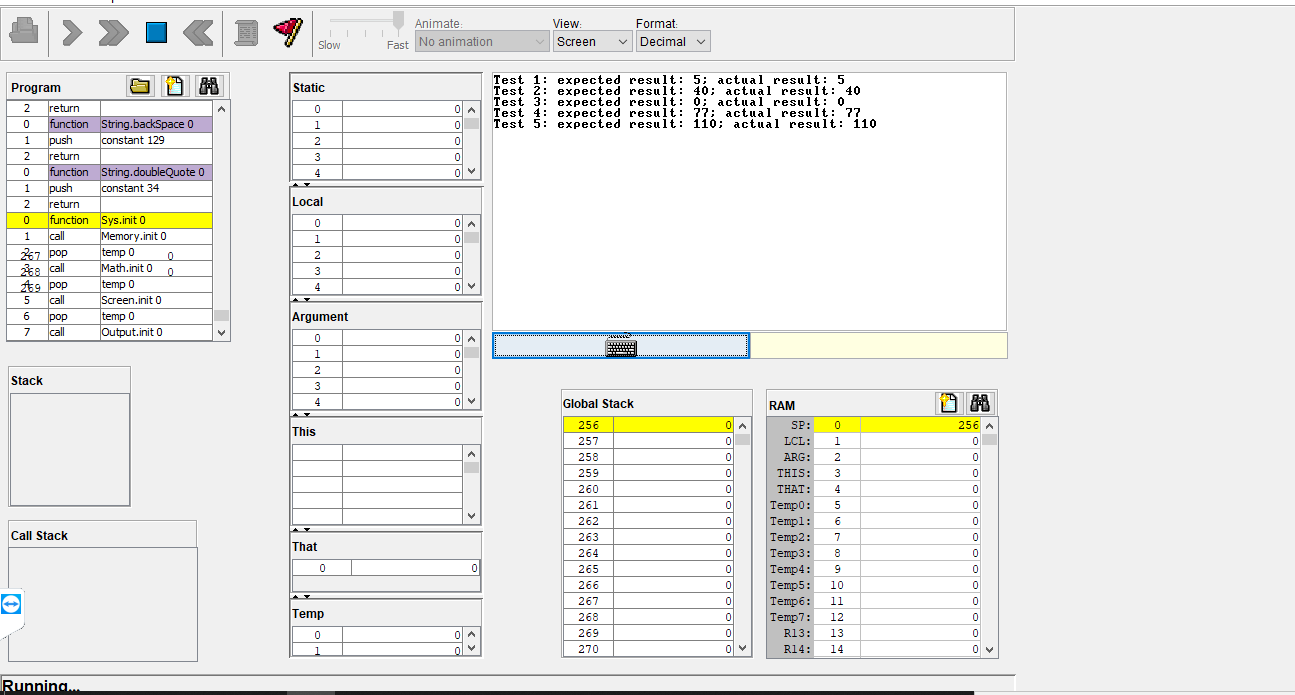 Animate:
View:
Format:
Slow
Fast
No animation
Screen
Decimal
Program
2 return
0 function String.backSpace 0
1 push constant 129
2 return
0 function String.doubleQuote 0
1 push constant 34
2 return
0 function Sys.init 0
1 call Memory.init 0
267 pop temp 0 0
268 call Math.init 0 0
269 pop temp 0
5 call Screen.init 0
6 pop temp 0
7 call Output.init 0
Stack
Call Stack
Static
0 0
1 0
2 0
3 0
4 0
Local
0 0
1 0
2 0
3 0
4 0
Argument
0 0
1 0
2 0
3 0
4 0
This
That
0 0
Temp
0 0
1 0
Test 1: expected result: 5; actual result: 5
Test 2: expected result: 40; actual result: 40
Test 3: expected result: 0; actual result: 0
Test 4: expected result: 77; actual result: 77
Test 5: expected result: 110; actual result: 110
Global Stack
256 0
257 0
258 0
259 0
260 0
261 0
262 0
263 0
264 0
265 0
266 0
267 0
268 0
269 0
270 0
RAM
SP: 0 256
LCL: 1 0
ARG: 2 0
THIS: 3 0
THAT: 4 0
Temp0: 5 0
Temp1: 6 0
Temp2: 7 0
Temp3: 8 0
Temp4: 9 0
Temp5: 10 0
Temp6: 11 0
Temp7: 12 0
R13: 13 0
R14: 14 0
Running...